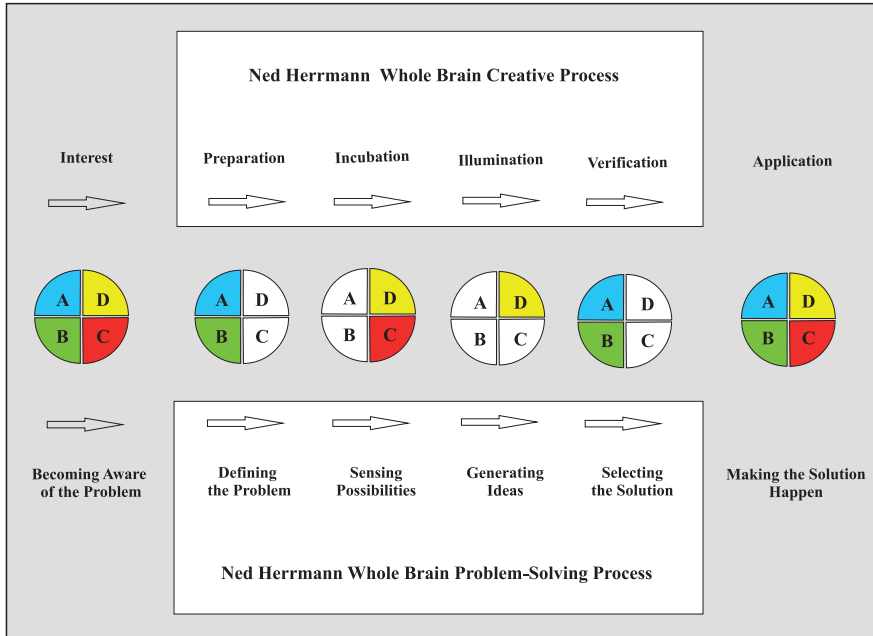 Ned Herrmann Whole Brain Creative Process
Interest
Preparation
Incubation
Illumination
Verification
Application
A D
B C
A D
B C
A D
B C
A D
B C
A D
B C
A D
B C
Becoming Aware
of the Problem
Defining
the Problem
Sensing
Possibilities
Generating
Ideas
Selecting
the Solution
Making the Solution
Happen
Ned Herrmann Whole Brain Problem-Solving Process